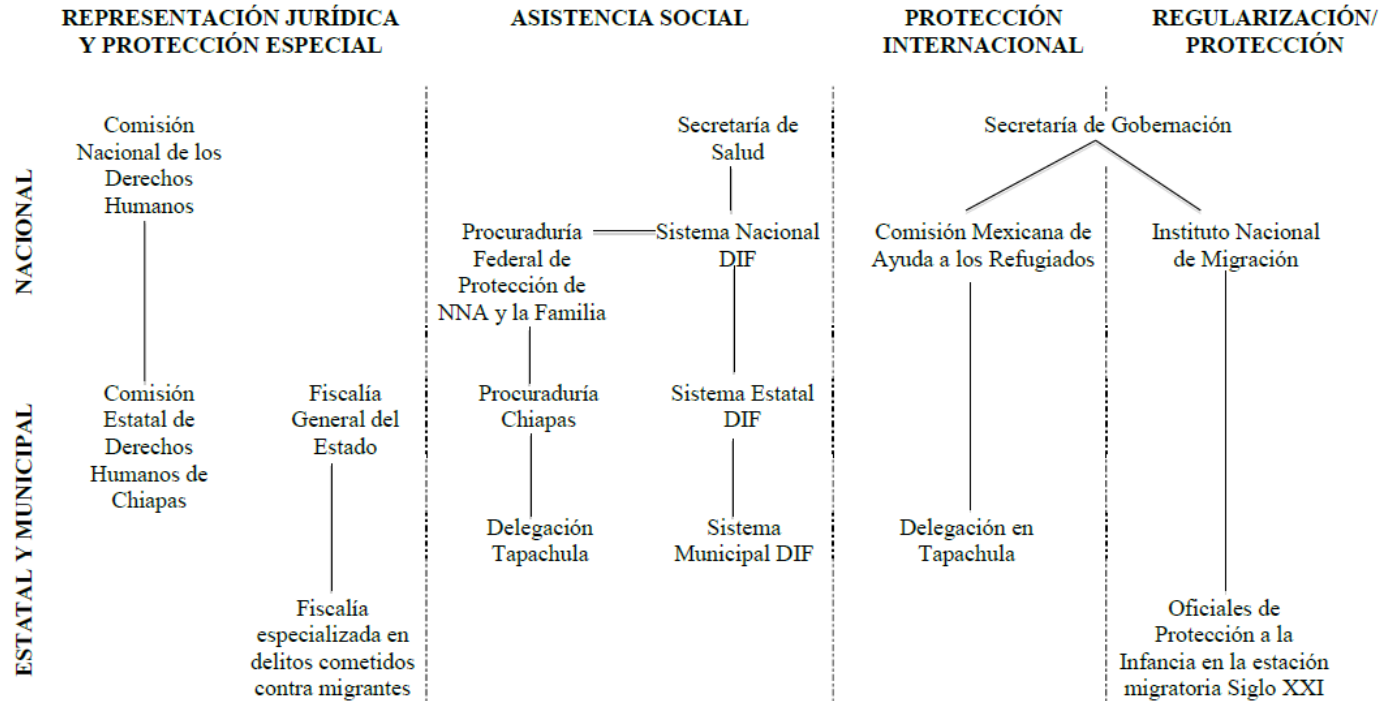 REPRESENTACIÓN JURÍDICA
Y PROTECCIÓN ESPECIAL
ASISTENCIA SOCIAL
PROTECCIÓN
INTERNACIONAL
REGULARIZACIÓN/
PROTECCIÓN
NACIONAL
Comisión
Nacional de los
Derechos
Humanos
Secretaría de
Salud
Secretaría de Gobernación
Procuraduría
Federal de
Protección de
NNA y la Familia
Sistema Nacional
DIF
Comisión Mexicana de
Ayuda a los Refugiados
Instituto Nacional
de Migración
ESTATAL Y MUNICIPAL
Comisión
Estatal de
Derechos
Humanos de
Chiapas
Fiscalía
General del
Estado
Procuraduría
Chiapas
Sistema Estatal
DIF
Delegación
Tapachula
Sistema
Municipal DIF
Delegación en
Tapachula
Fiscalía
especializada en
delitos cometidos
contra migrantes
Oficiales de
Protección a la
Infancia en la estación
migratoria Siglo XXI